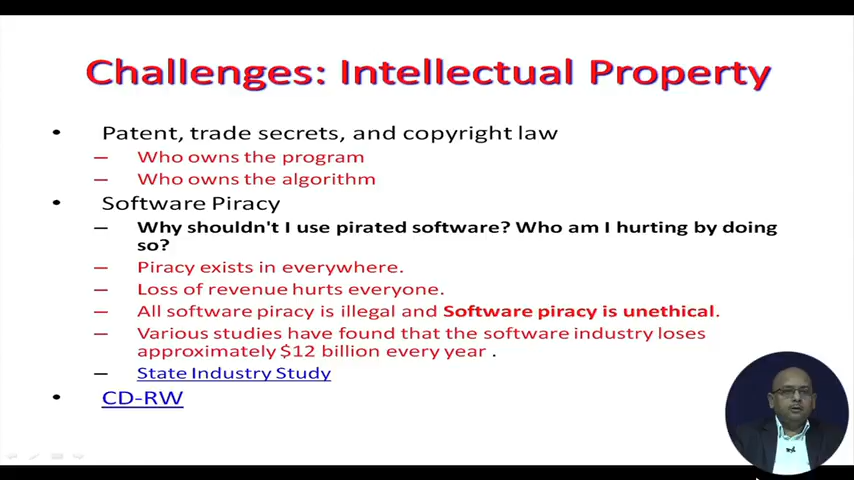 Challenges: Intellectual Property
• Patent, trade secrets, and copyright law
– Who owns the program
– Who owns the algorithm
• Software Piracy
– Why shouldn't I use pirated software? Who am I hurting by doing
so?
– Piracy exists in everywhere.
– Loss of revenue hurts everyone.
– All software piracy is illegal and Software piracy is unethical.
– Various studies have found that the software industry loses
approximately $12 billion every year .
– State Industry Study
• CD-RW